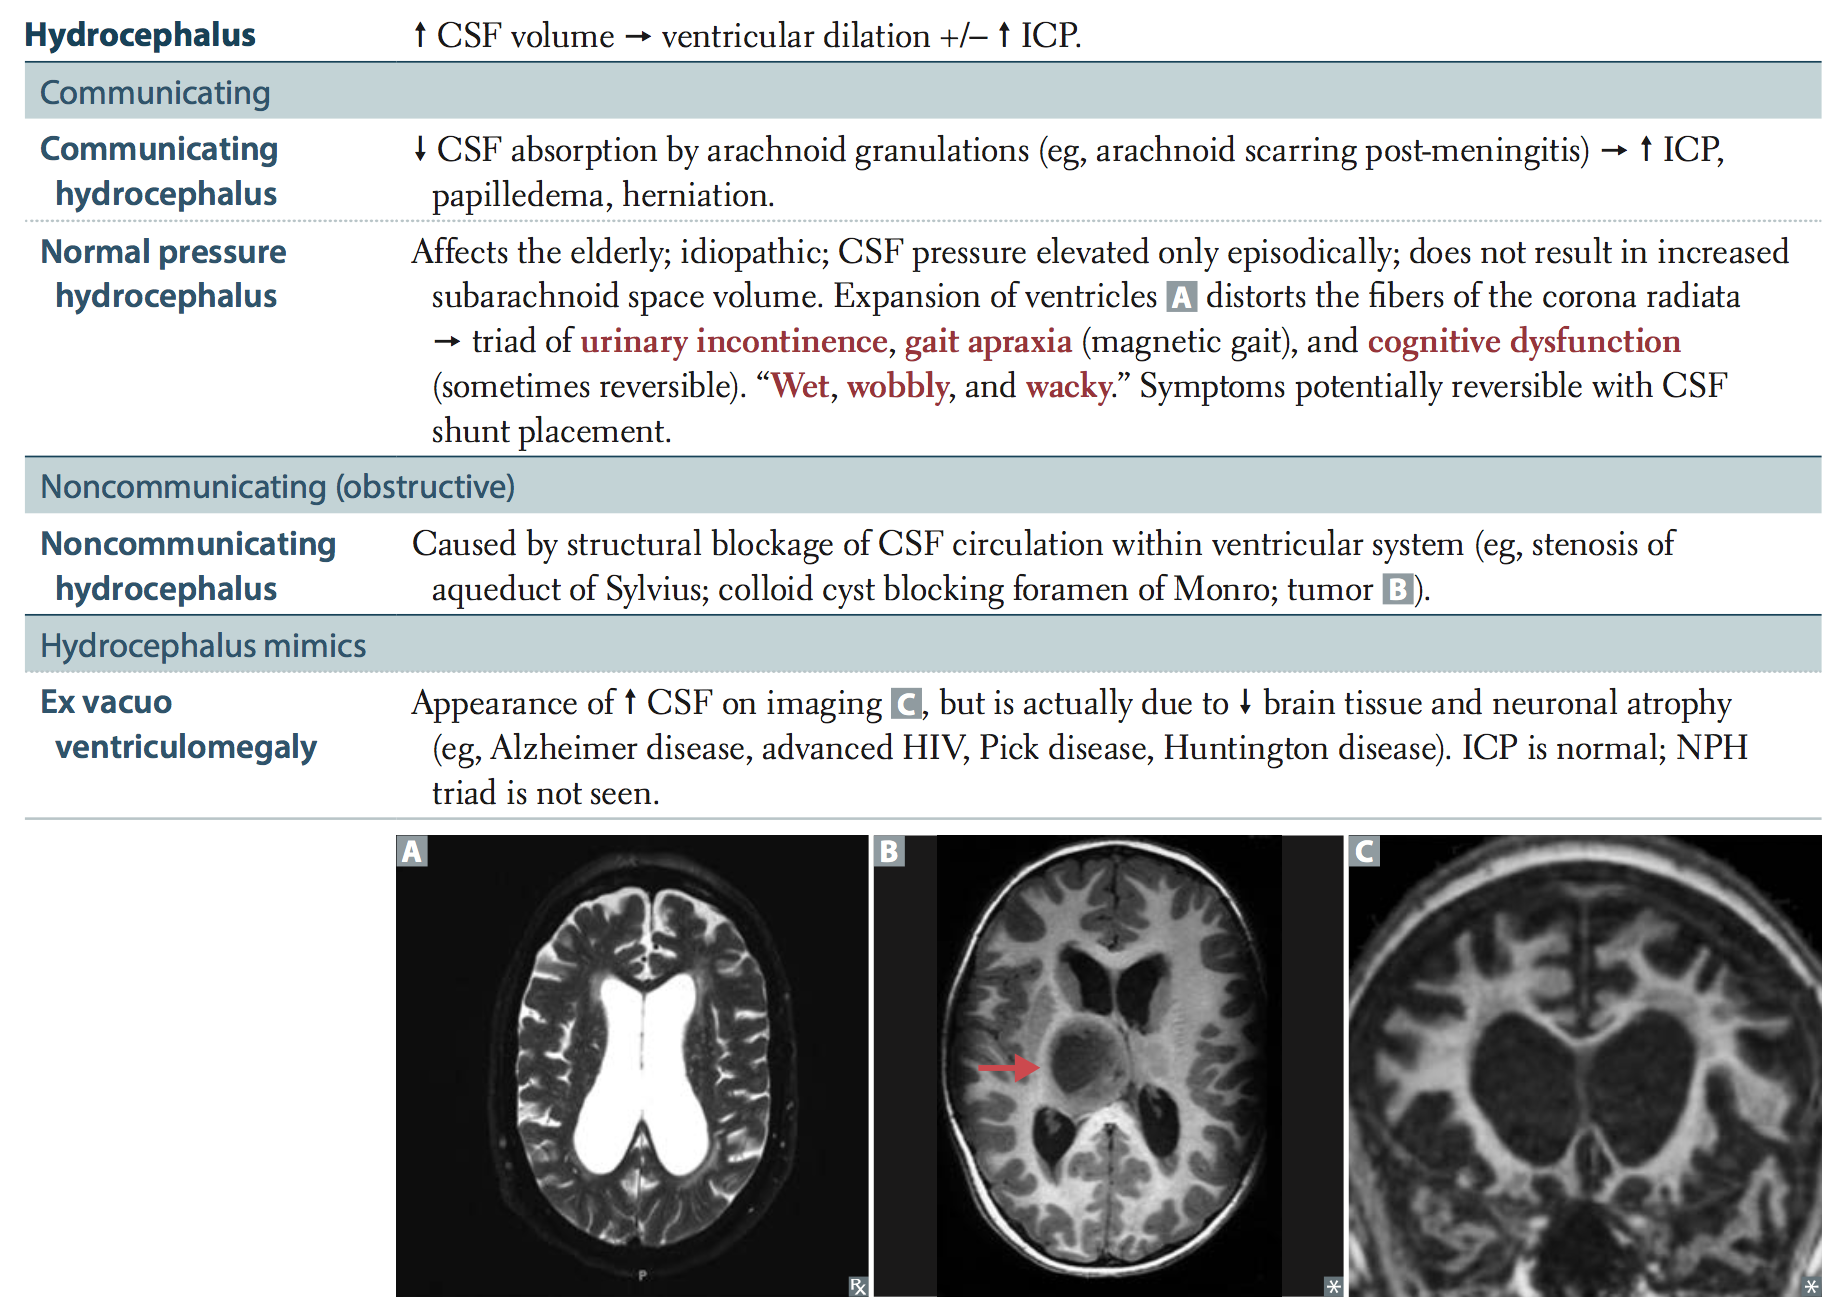 Hydrocephalus
↑ CSF volume → ventricular dilation +/– ↑ ICP.
Communicating
Communicating
hydrocephalus
↓ CSF absorption by arachnoid granulations (eg, arachnoid scarring post-meningitis) → ↑ ICP,
papilledema, herniation.
Normal pressure
hydrocephalus
Affects the elderly; idiopathic; CSF pressure elevated only episodically; does not result in increased
subarachnoid space volume. Expansion of ventricles A distorts the fibers of the corona radiata
→ triad of urinary incontinence, gait apraxia (magnetic gait), and cognitive dysfunction
(sometimes reversible). “Wet, wobbly, and wacky.” Symptoms potentially reversible with CSF
shunt placement.
Noncommunicating (obstructive)
Noncommunicating
hydrocephalus
Caused by structural blockage of CSF circulation within ventricular system (eg, stenosis of
aqueduct of Sylvius; colloid cyst blocking foramen of Monro; tumor B).
Hydrocephalus mimics
Ex vacuo
ventriculomegaly
Appearance of ↑ CSF on imaging C, but is actually due to ↓ brain tissue and neuronal atrophy
(eg, Alzheimer disease, advanced HIV, Pick disease, Huntington disease). ICP is normal; NPH
triad is not seen.
A
B
C
P
℞
*
*